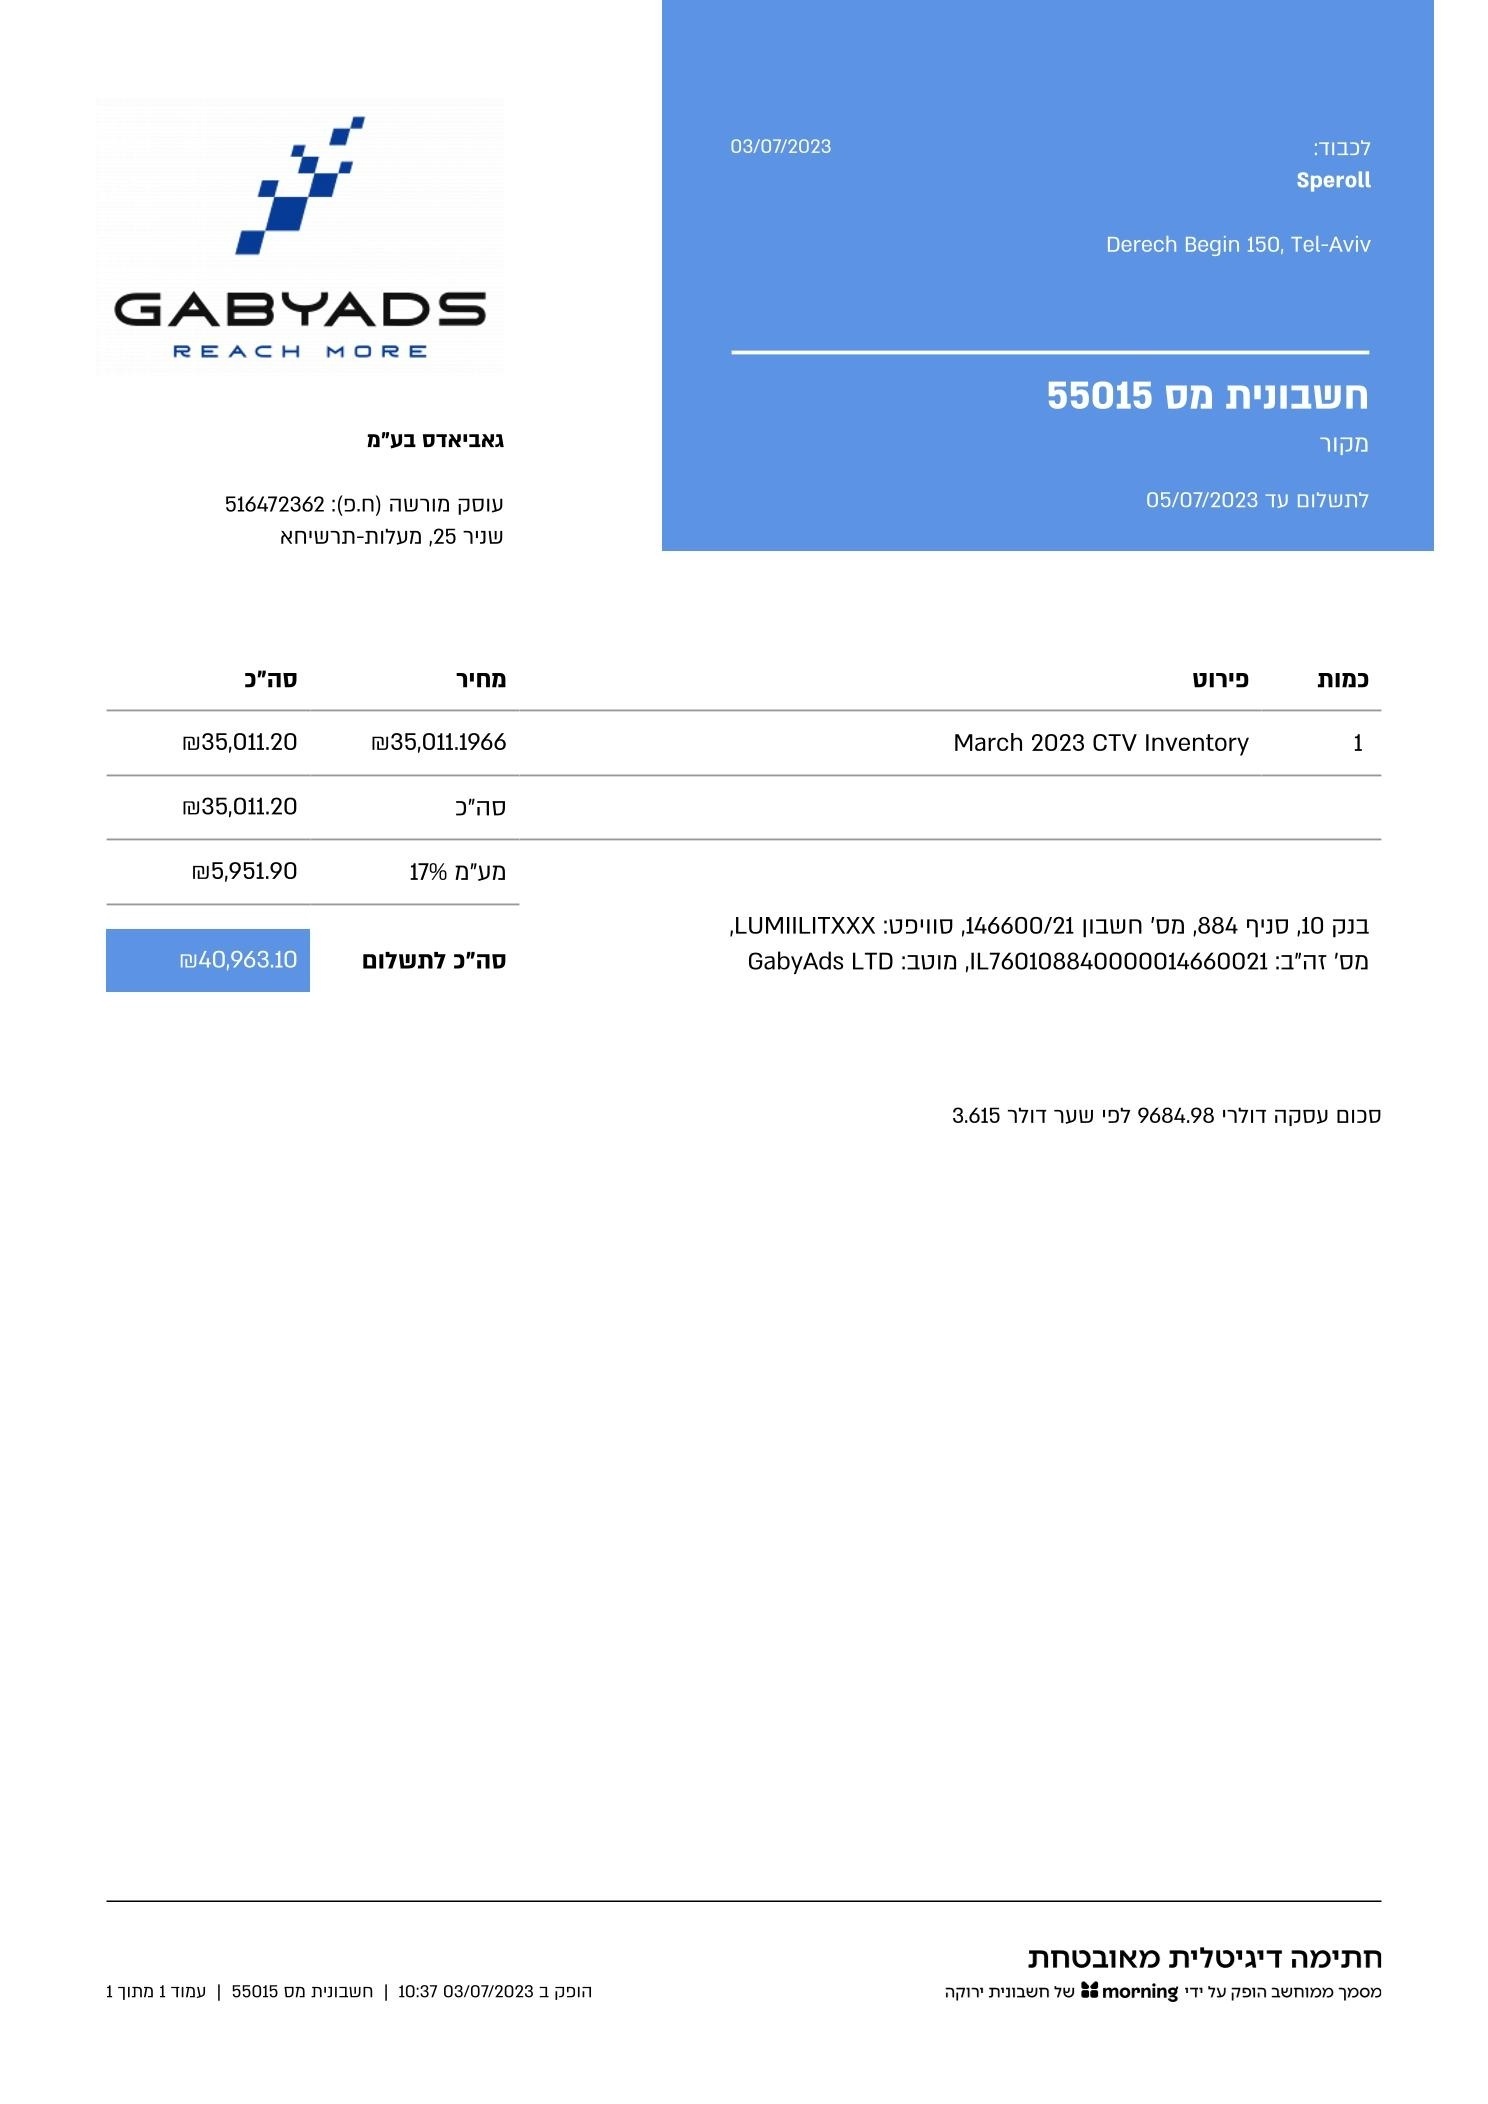 GABYADS
REACH MORE
גאביאדס בע"מ
עוסק מורשה (ח.פ): 516472362
שניר 25, מעלות-תרשיחא
לכבוד:
03/07/2023
Speroll
Derech Begin 150, Tel-Aviv
חשבונית מס 55015
מקור
לתשלום עד 05/07/2023
כמות פירוט מחיר סה"כ
1 March 2023 CTV Inventory ₪35,011.1966 ₪35,011.20
סה"כ ₪35,011.20
מע"מ 17% ₪5,951.90
סה"כ לתשלום ₪40,963.10
בנק 10, סניף 884, מס' חשבון 146600/21, סוויפט: LUMIILITXXX,
מס' זה"ב: IL760108840000014660021, מוטב: GabyAds LTD
סכום עסקה דולרי 9684.98 לפי שער דולר 3.615
חתימה דיגיטלית מאובטחת
מסמך ממוחשב הופק על ידי morning של חשבונית ירוקה
הופק ב 03/07/2023 10:37 | חשבונית מס 55015 | עמוד 1 מתוך 1